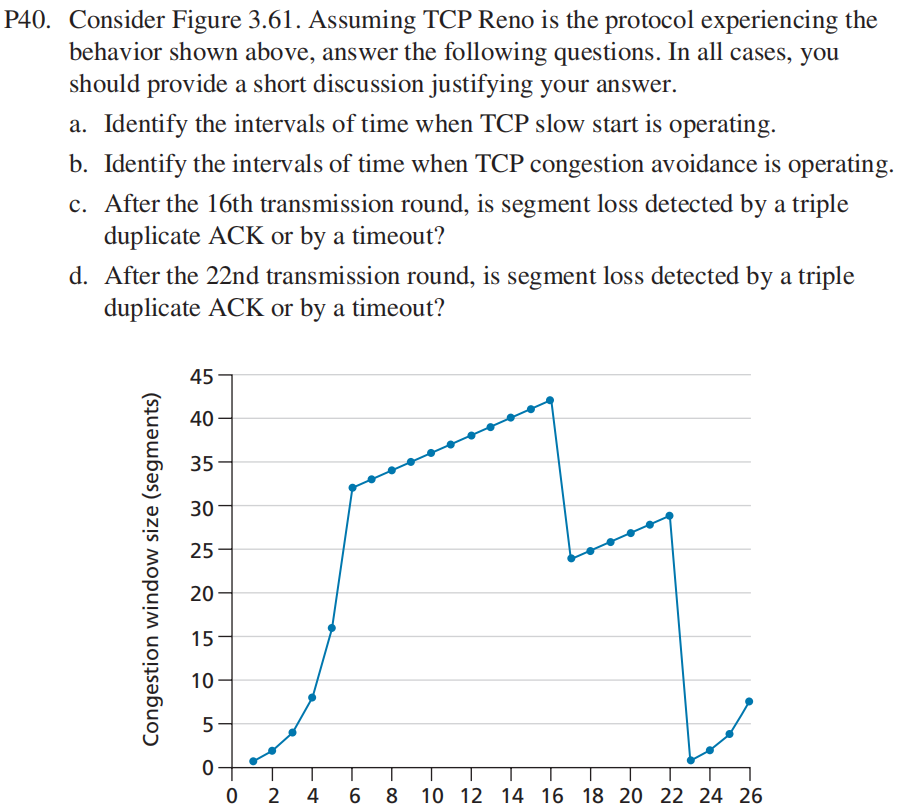 P40. Consider Figure 3.61. Assuming TCP Reno is the protocol experiencing the
behavior shown above, answer the following questions. In all cases, you
should provide a short discussion justifying your answer.
a. Identify the intervals of time when TCP slow start is operating.
b. Identify the intervals of time when TCP congestion avoidance is operating.
c. After the 16th transmission round, is segment loss detected by a triple
duplicate ACK or by a timeout?
d. After the 22nd transmission round, is segment loss detected by a triple
duplicate ACK or by a timeout?
Congestion window size (segments)
45
40
35
30
25
20
15
10
5
0
0 2 4 6 8 10 12 14 16 18 20 22 24 26